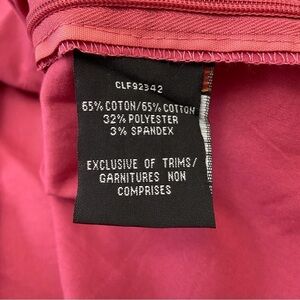 CLF92342
65% COTON/65% COTTON
32% POLYESTER
3% SPANDEX
EXCLUSIVE OF TRIMS/
GARNITURES NON
COMPRISES